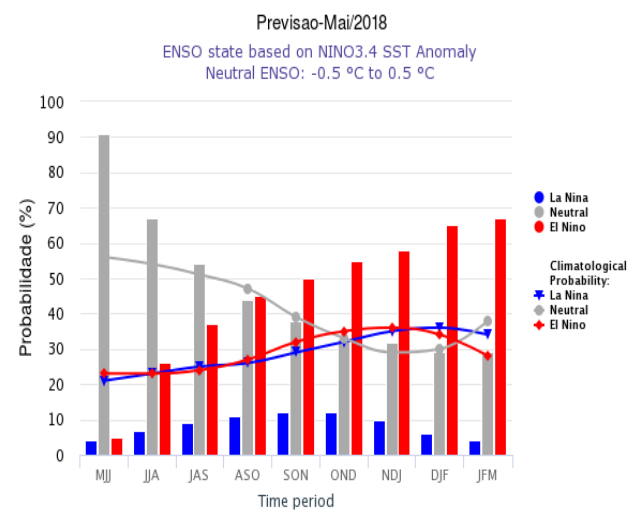 Previsao-Mai/2018
ENSO state based on NINO3.4 SST Anomaly
Neutral ENSO: -0.5 ºC to 0.5 ºC
Probabilidade (%)
100
90
80
70
60
50
40
30
20
10
0
MJJ JJA JAS ASO SON OND NDJ DJF JFM
Time period
La Nina
Neutral
El Nino
Climatological
Probability:
La Nina
Neutral
El Nino